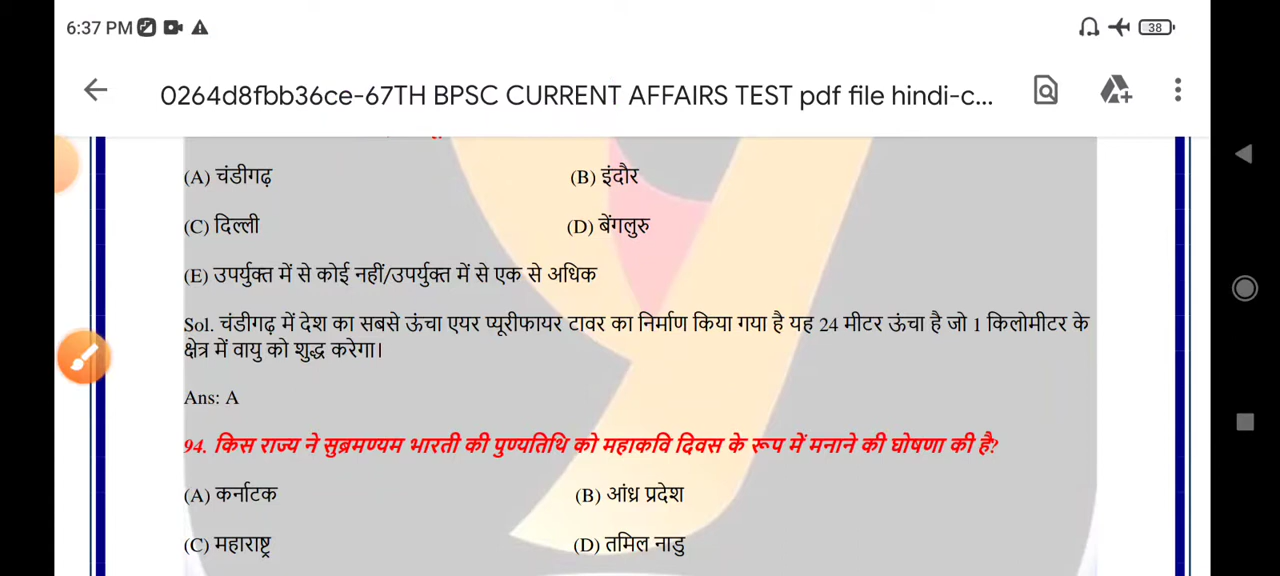 6:37 PM
38
0264d8fbb36ce-67TH BPSC CURRENT AFFAIRS TEST pdf file hindi-c...
(A) चंडीगढ़ (B) इंदौर
(C) दिल्ली (D) बेंगलुरु
(E) उपर्युक्त में से कोई नहीं/उपर्युक्त में से एक से अधिक
Sol. चंडीगढ़ में देश का सबसे ऊंचा एयर प्यूरीफायर टावर का निर्माण किया गया है यह 24 मीटर ऊंचा है जो 1 किलोमीटर के
क्षेत्र में वायु को शुद्ध करेगा।
Ans: A
94. किस राज्य ने सुब्रमण्यम भारती की पुण्यतिथि को महाकवि दिवस के रूप में मनाने की घोषणा की है?
(A) कर्नाटक (B) आंध्र प्रदेश
(C) महाराष्ट्र (D) तमिल नाडु